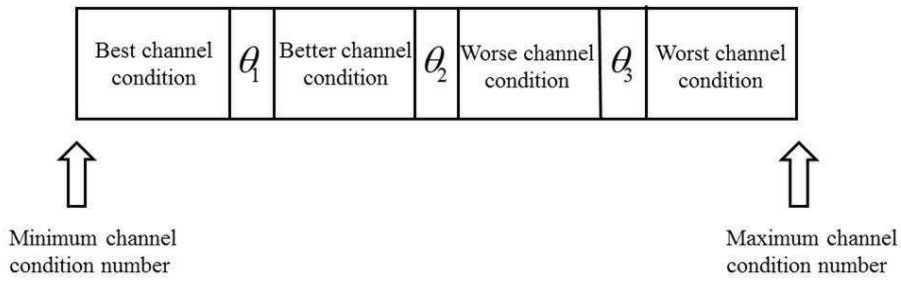 Best channel
condition
θ₁
Better channel
condition
θ₂
Worse channel
condition
θ₃
Worst channel
condition
Minimum channel
condition number
Maximum channel
condition number